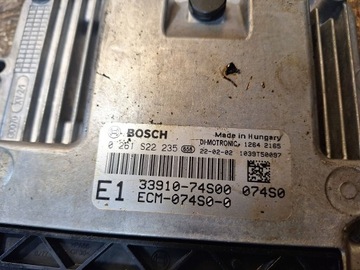 BOSCH
Made in Hungary
DI-MOTRONIC 1264 2165
0 261 S22 235 22-02-02 1039T50097
E1 33910-74S00 074S0
ECM-074S0-0